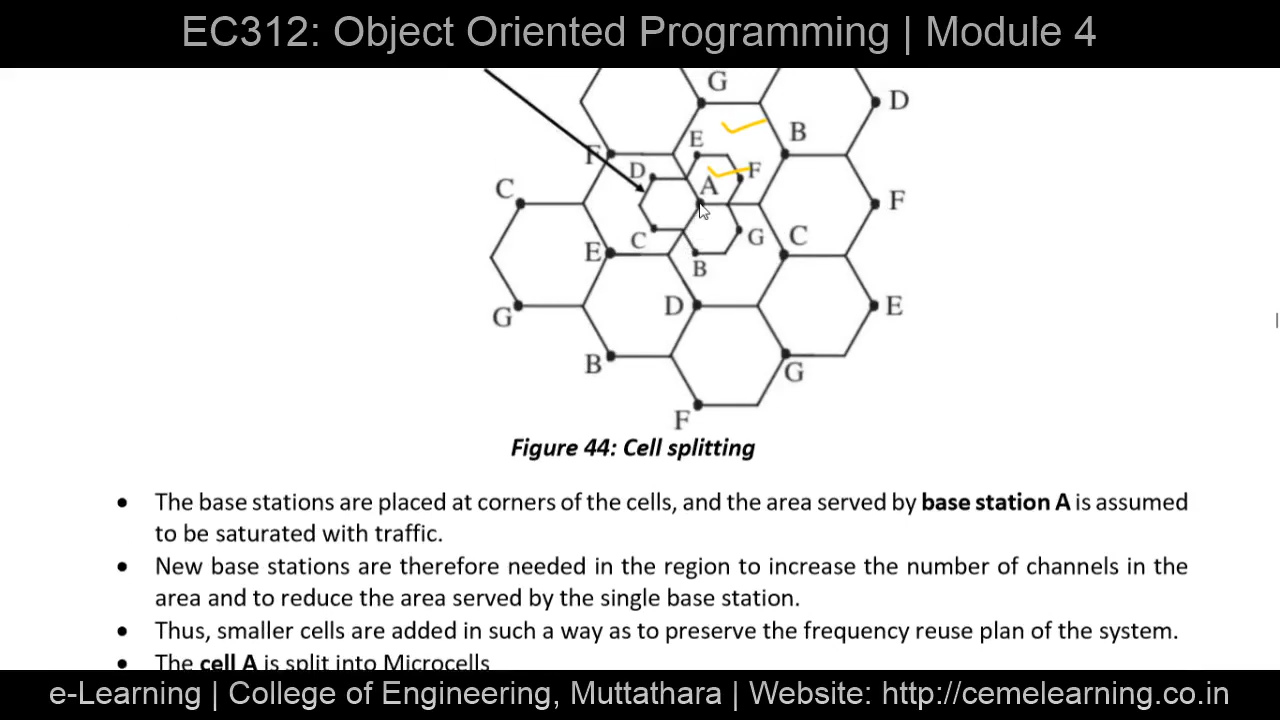 EC312: Object Oriented Programming | Module 4
G
D
B
E
F
D
F
A
C
F
C
G
C
E
B
D
E
G
B
G
F
Figure 44: Cell splitting
• The base stations are placed at corners of the cells, and the area served by base station A is assumed
to be saturated with traffic.
• New base stations are therefore needed in the region to increase the number of channels in the
area and to reduce the area served by the single base station.
• Thus, smaller cells are added in such a way as to preserve the frequency reuse plan of the system.
• The cell A is split into Microcells
e-Learning | College of Engineering, Muttathara | Website: http://cemelearning.co.in